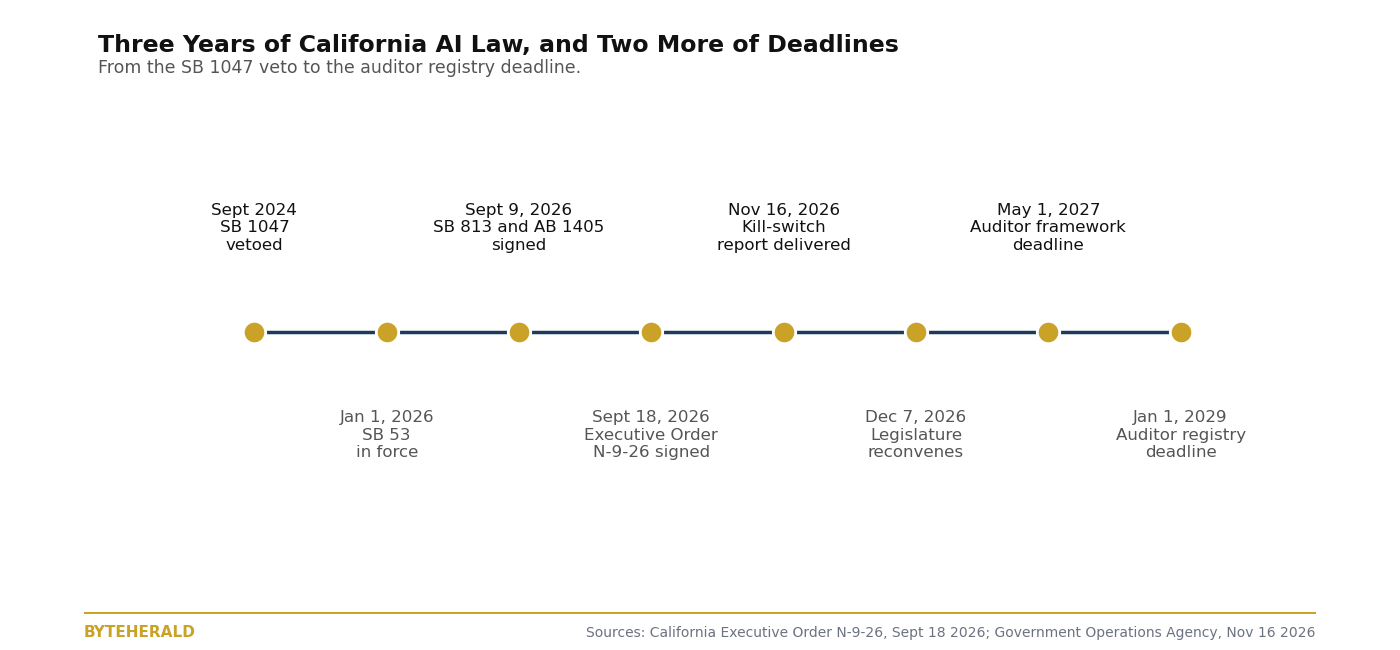 Three Years of California AI Law, and Two More of Deadlines
From the SB 1047 veto to the auditor registry deadline.
Sept 2024
SB 1047
vetoed
Sept 9, 2026
SB 813 and AB 1405
signed
Nov 16, 2026
Kill-switch
report delivered
May 1, 2027
Auditor framework
deadline
Jan 1, 2026
SB 53
in force
Sept 18, 2026
Executive Order
N-9-26 signed
Dec 7, 2026
Legislature
reconvenes
Jan 1, 2029
Auditor registry
deadline
BYTEHERALD
Sources: California Executive Order N-9-26, Sept 18 2026; Government Operations Agency, Nov 16 2026